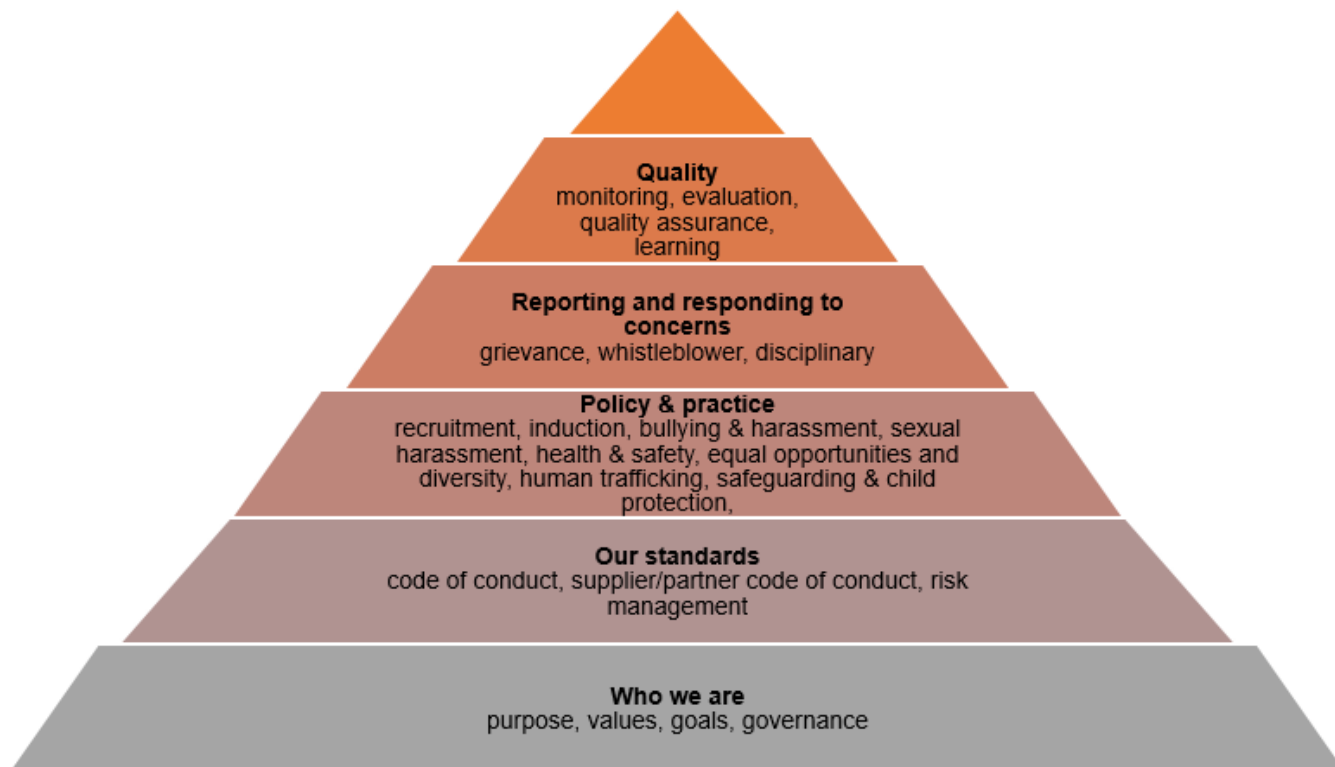 Quality
monitoring, evaluation,
quality assurance,
learning
Reporting and responding to
concerns
grievance, whistleblower, disciplinary
Policy & practice
recruitment, induction, bullying & harassment, sexual
harassment, health & safety, equal opportunities and
diversity, human trafficking, safeguarding & child
protection,
Our standards
code of conduct, supplier/partner code of conduct, risk
management
Who we are
purpose, values, goals, governance